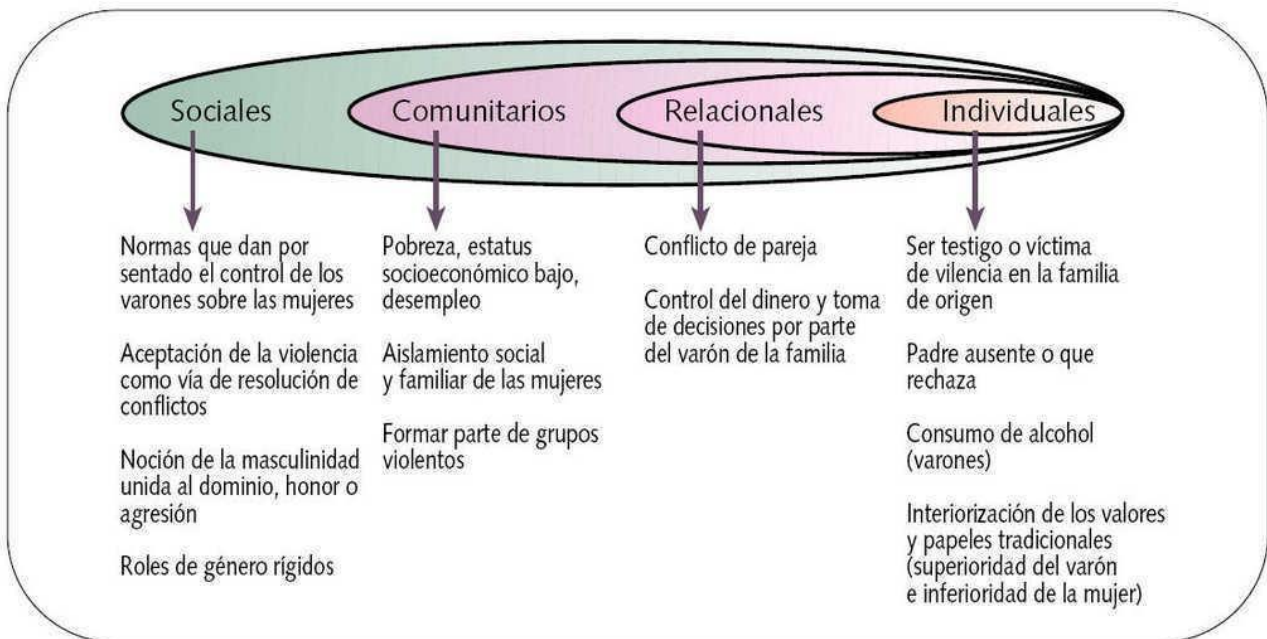 Sociales
Comunitarios
Relacionales
Individuales
Normas que dan por
sentado el control de los
varones sobre las mujeres
Aceptación de la violencia
como vía de resolución de
conflictos
Noción de la masculinidad
unida al dominio, honor o
agresión
Roles de género rígidos
Pobreza, estatus
socioeconómico bajo,
desempleo
Aislamiento social
y familiar de las mujeres
Formar parte de grupos
violentos
Conflicto de pareja
Control del dinero y toma
de decisiones por parte
del varón de la familia
Ser testigo o víctima
de vilencia en la familia
de origen
Padre ausente o que
rechaza
Consumo de alcohol
(varones)
Interiorización de los valores
y papeles tradicionales
(superioridad del varón
e inferioridad de la mujer)